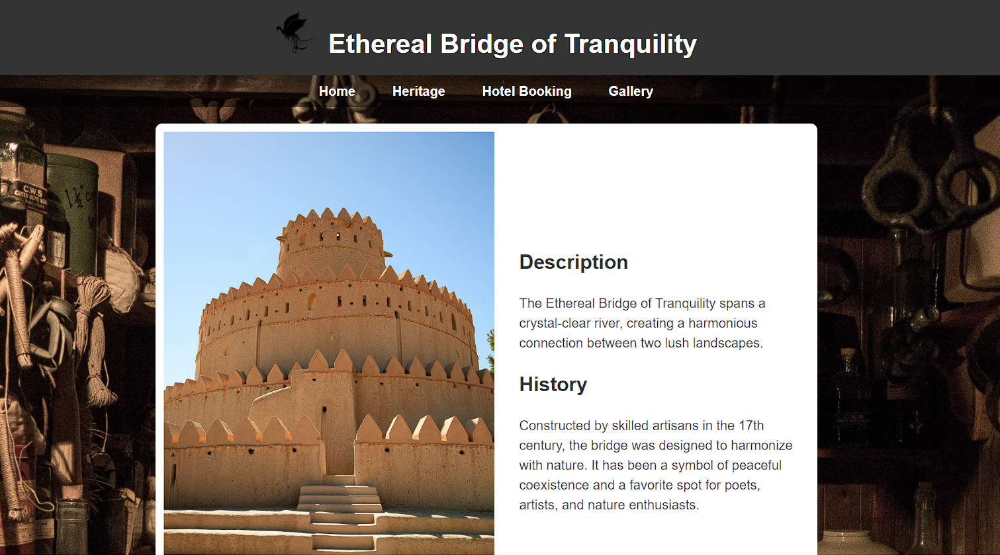 Ethereal Bridge of Tranquility
Home Heritage Hotel Booking Gallery
C.W.S
GREEN OLIVE SOAP
1½"
Description
The Ethereal Bridge of Tranquility spans a
crystal-clear river, creating a harmonious
connection between two lush landscapes.
History
Constructed by skilled artisans in the 17th
century, the bridge was designed to harmonize
with nature. It has been a symbol of peaceful
coexistence and a favorite spot for poets,
artists, and nature enthusiasts.
C.W.S